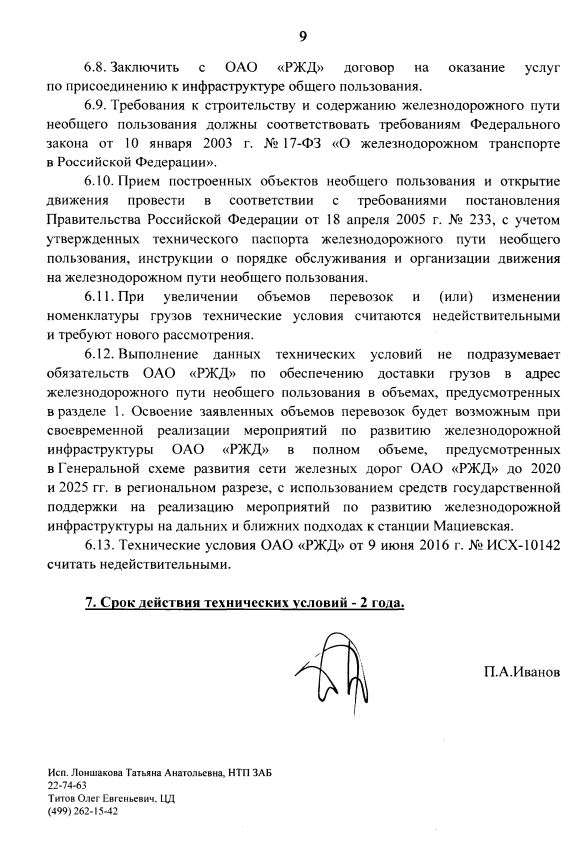 9
6.8. Заключить с ОАО «РЖД» договор на оказание услуг
по присоединению к инфраструктуре общего пользования.
6.9. Требования к строительству и содержанию железнодорожного пути
необщего пользования должны соответствовать требованиям Федерального
закона от 10 января 2003 г. № 17-ФЗ «О железнодорожном транспорте
в Российской Федерации».
6.10. Прием построенных объектов необщего пользования и открытие
движения провести в соответствии с требованиями постановления
Правительства Российской Федерации от 18 апреля 2005 г. № 233, с учетом
утвержденных технического паспорта железнодорожного пути необщего
пользования, инструкции о порядке обслуживания и организации движения
на железнодорожном пути необщего пользования.
6.11. При увеличении объемов перевозок и (или) изменении
номенклатуры грузов технические условия считаются недействительными
и требуют нового рассмотрения.
6.12. Выполнение данных технических условий не подразумевает
обязательств ОАО «РЖД» по обеспечению доставки грузов в адрес
железнодорожного пути необщего пользования в объемах, предусмотренных
в разделе 1. Освоение заявленных объемов перевозок будет возможным при
своевременной реализации мероприятий по развитию железнодорожной
инфраструктуры ОАО «РЖД» в полном объеме, предусмотренных
в Генеральной схеме развития сети железных дорог ОАО «РЖД» до 2020
и 2025 гг. в региональном разрезе, с использованием средств государственной
поддержки на реализацию мероприятий по развитию железнодорожной
инфраструктуры на дальних и ближних подходах к станции Мациевская.
6.13. Технические условия ОАО «РЖД» от 9 июня 2016 г. № ИСХ-10142
считать недействительными.
7. Срок действия технических условий - 2 года.
П.А.Иванов
Исп. Лоншакова Татьяна Анатольевна, НТП ЗАБ
22-74-63
Титов Олег Евгеньевич, ЦД
(499) 262-15-42